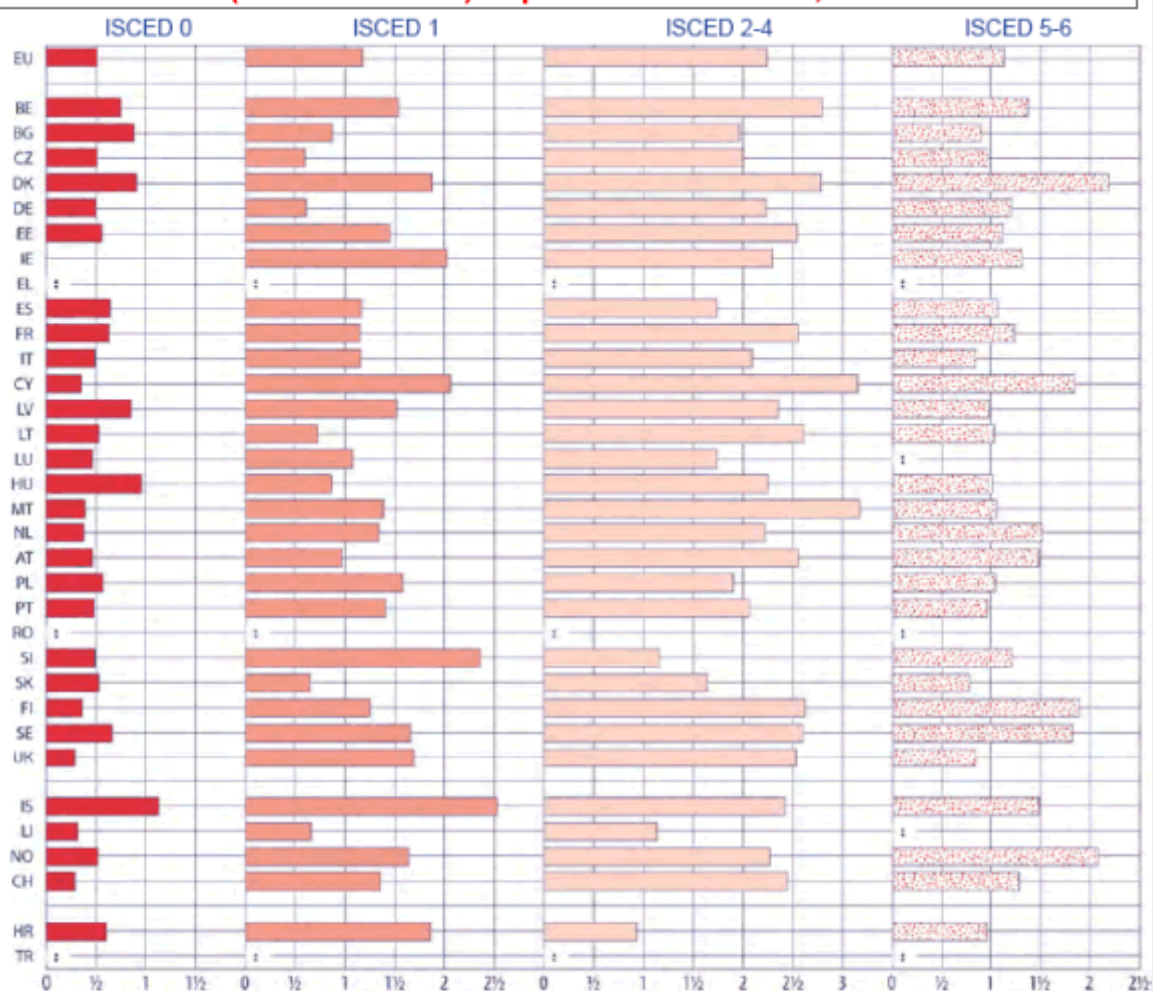 ISCED 0 ISCED 1 ISCED 2-4 ISCED 5-6
EU
BE
BG
CZ
DK
DE
EE
IE
EL : : : :
ES
FR
IT
CY
LV
LT
LU :
HU
MT
NL
AT
PL
PT
RO : : : :
SI
SK
FI
SE
UK
IS
LI :
NO
CH
HR
TR : : : :
0 ½ 1 1½ 0 ½ 1 1½ 2 2½ 0 ½ 1 1½ 2 2½ 3 0 ½ 1 1½ 2 2½